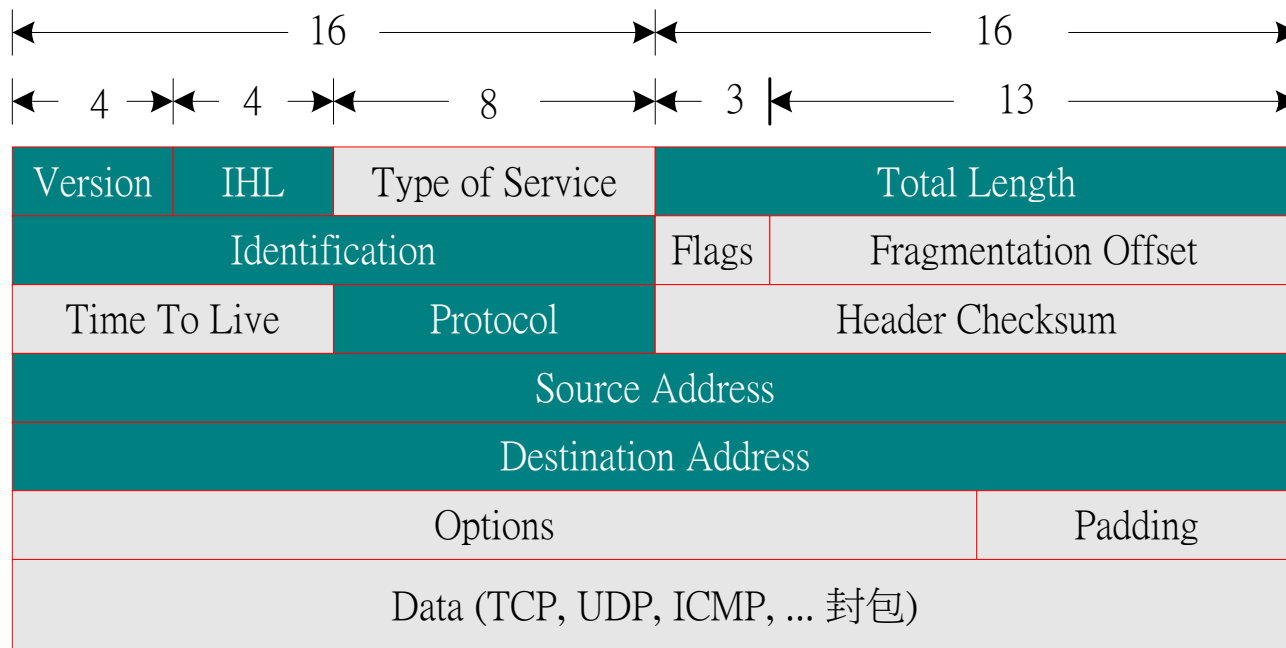 16 16
4 4 8 3 13
Version IHL Type of Service Total Length
Identification Flags Fragmentation Offset
Time To Live Protocol Header Checksum
Source Address
Destination Address
Options Padding
Data (TCP, UDP, ICMP, ... 封包)